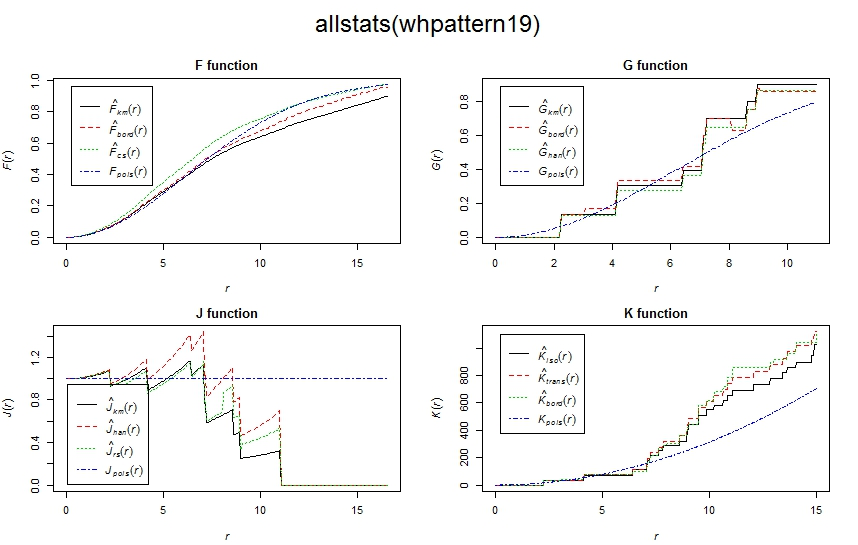 allstats(whpattern19)
F function
F(r)
0.0 0.2 0.4 0.6 0.8 1.0
F̂km(r)
F̂bord(r)
F̂cs(r)
Fpois(r)
0 5 10 15
r
G function
G(r)
0.0 0.2 0.4 0.6 0.8
Ĝkm(r)
Ĝbord(r)
Ĝhan(r)
Gpois(r)
0 2 4 6 8 10
r
J function
J(r)
0.0 0.4 0.8 1.2
Ĵkm(r)
Ĵhan(r)
Ĵrs(r)
Jpois(r)
0 5 10 15
r
K function
K(r)
0 200 400 600 800
K̂iso(r)
K̂trans(r)
K̂bord(r)
Kpois(r)
0 5 10 15
r